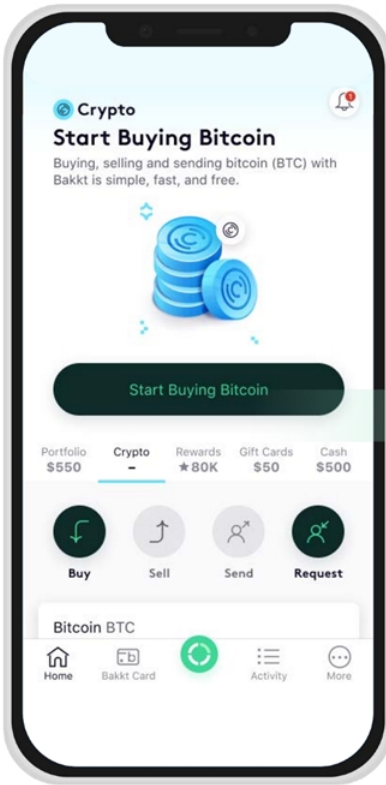 Crypto
Start Buying Bitcoin
Buying, selling and sending bitcoin (BTC) with
Bakkt is simple, fast, and free.
Start Buying Bitcoin
Portfolio Crypto Rewards Gift Cards Cash
$550 – ★80K $50 $500
Buy Sell Send Request
Bitcoin BTC
Home Bakkt Card Activity More